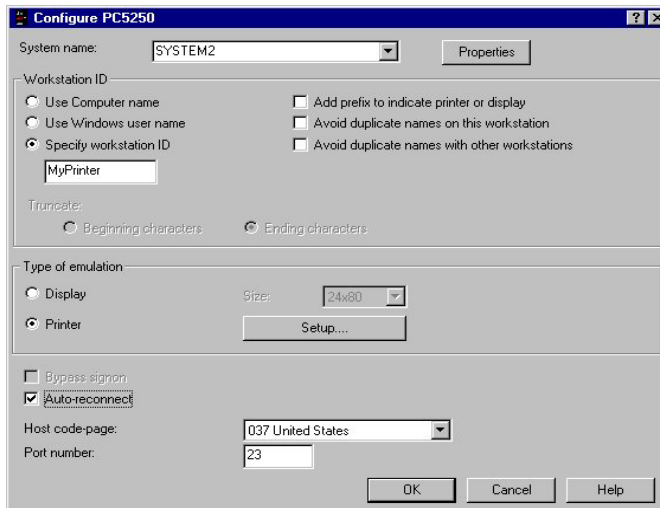 Configure PC5250
System name: SYSTEM2 Properties
Workstation ID
Use Computer name Add prefix to indicate printer or display
Use Windows user name Avoid duplicate names on this workstation
Specify workstation ID Avoid duplicate names with other workstations
MyPrinter
Truncate:
Beginning characters Ending characters
Type of emulation
Display Size: 24x80
Printer Setup....
Bypass signon
Auto-reconnect
Host code-page: 037 United States
Port number: 23
OK Cancel Help